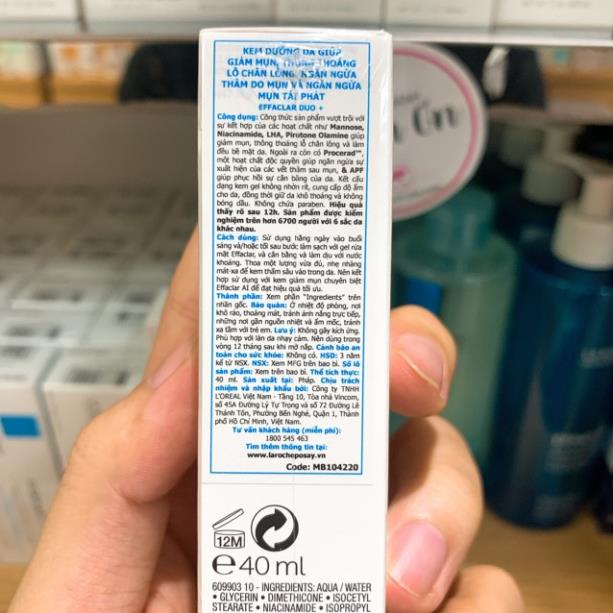 KEM DƯỠNG DA GIÚP
GIẢM MỤN, THÔNG THOÁNG
LỖ CHÂN LÔNG, NGĂN NGỪA
THÂM DO MỤN VÀ NGĂN NGỪA
MỤN TÁI PHÁT
EFFACLAR DUO +
Công dụng: Công thức sản phẩm vượt trội với
sự kết hợp của các hoạt chất như Mannose,
Niacinamide, LHA, Pirutone Olamine giúp
giảm mụn, thông thoáng lỗ chân lông và làm
đều bề mặt da. Ngoài ra còn có Procerad™,
một hoạt chất độc quyền giúp ngăn ngừa sự
xuất hiện của các vết thâm sau mụn, & APF
giúp phục hồi sự cân bằng của da. Kết cấu
dạng kem gel không nhờn rít, cung cấp độ ẩm
cho da, đồng thời giữ da khô thoáng và không
bóng dầu. Không chứa paraben. Hiệu quả
thấy rõ sau 12h. Sản phẩm được kiểm
nghiệm trên hơn 6700 người với 6 sắc da
khác nhau.
Cách dùng: Sử dụng hằng ngày vào buổi
sáng và/hoặc tối sau bước làm sạch với gel rửa
mặt Effaclar, và cân bằng và làm dịu với nước
khoáng. Thoa một lượng vừa đủ, nhẹ nhàng
mát-xa để kem thấm sâu vào trong da. Nên kết
hợp sử dụng với kem giảm mụn chuyên biệt
Effaclar AI để đạt hiệu quả tối ưu.
Thành phần: Xem phần "Ingredients" trên
nhãn gốc. Bảo quản: Ở nhiệt độ phòng, nơi
khô ráo, thoáng mát, tránh ánh nắng trực tiếp,
những nơi gần nguồn nhiệt và ẩm mốc, tránh
xa tầm với trẻ em. Lưu ý: Không gây kích ứng.
Phù hợp với làn da nhạy cảm. Nên dùng trong
vòng 12 tháng sau khi mở nắp. Cảnh báo an
toàn cho sức khỏe: Không có. HSD: 3 năm
kể từ NSX. NSX: Xem MFG trên bao bì. Số lô
sản phẩm: Xem trên bao bì. Thể tích thực:
40 ml. Sản xuất tại: Pháp. Chịu trách
nhiệm và nhập khẩu bởi: Công ty TNHH
L'OREAL Việt Nam - Tầng 10, Tòa nhà Vincom,
số 45A Đường Lý Tự Trọng và số 72 Đường Lê
Thánh Tôn, Phường Bến Nghé, Quận 1, Thành
phố Hồ Chí Minh, Việt Nam.
Tư vấn khách hàng (miễn phí):
1800 545 463
Tìm thêm thông tin tại:
www.larocheposay.vn
Code: MB104220
12M
℮ 40 ml
609903 10 - INGREDIENTS: AQUA / WATER
• GLYCERIN • DIMETHICONE • ISOCETYL
STEARATE • NIACINAMIDE • ISOPROPYL